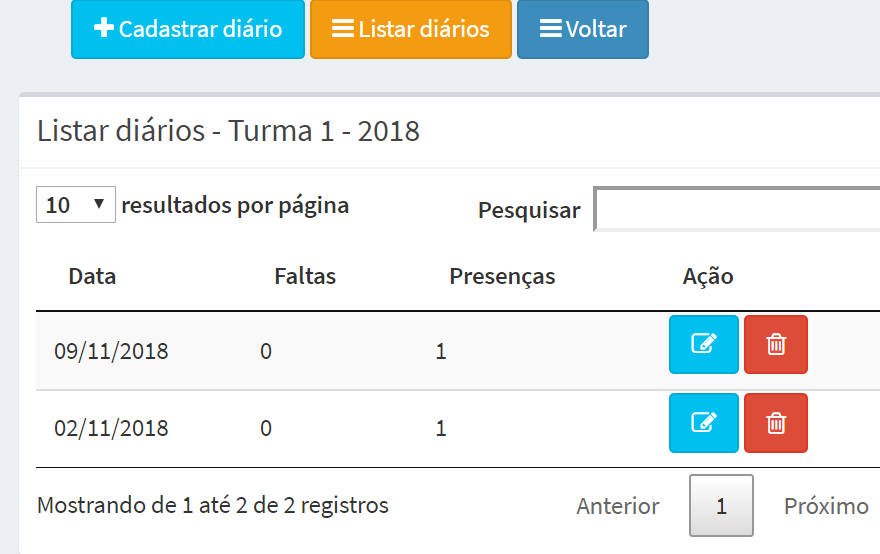 Cadastrar diário Listar diários Voltar
Listar diários - Turma 1 - 2018
10 resultados por página Pesquisar
Data Faltas Presenças Ação
09/11/2018 0 1
02/11/2018 0 1
Mostrando de 1 até 2 de 2 registros Anterior 1 Próximo